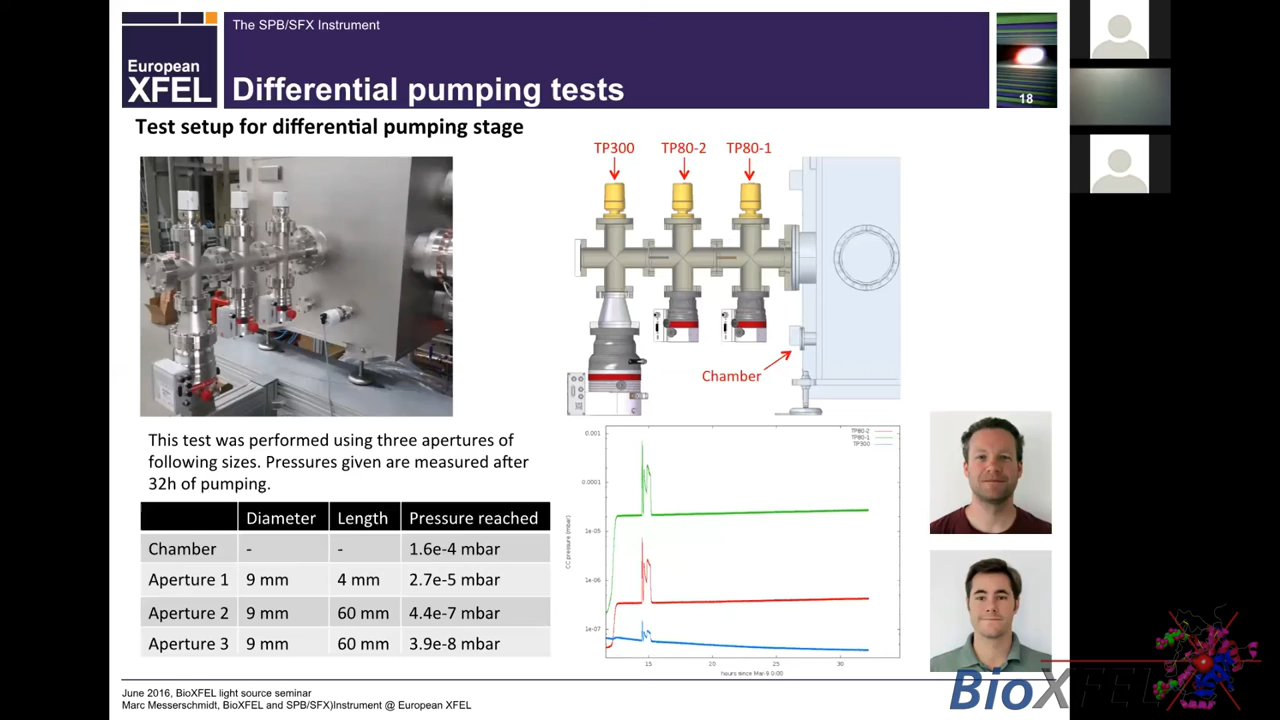 The SPB/SFX Instrument
European
XFEL
Differential pumping tests
18
Test setup for differential pumping stage
TP300 TP80-2 TP80-1
Chamber
This test was performed using three apertures of
following sizes. Pressures given are measured after
32h of pumping.
Diameter Length Pressure reached
Chamber - - 1.6e-4 mbar
Aperture 1 9 mm 4 mm 2.7e-5 mbar
Aperture 2 9 mm 60 mm 4.4e-7 mbar
Aperture 3 9 mm 60 mm 3.9e-8 mbar
TP80-2
TP80-1
TP300
0.001
0.0001
1e-05
1e-06
1e-07
CC pressure [mbar]
15 20 25 30
hours since Mar-9 0:00
June 2016, BioXFEL light source seminar
Marc Messerschmidt, BioXFEL and SPB/SFX)Instrument @ European XFEL
BioXFEL